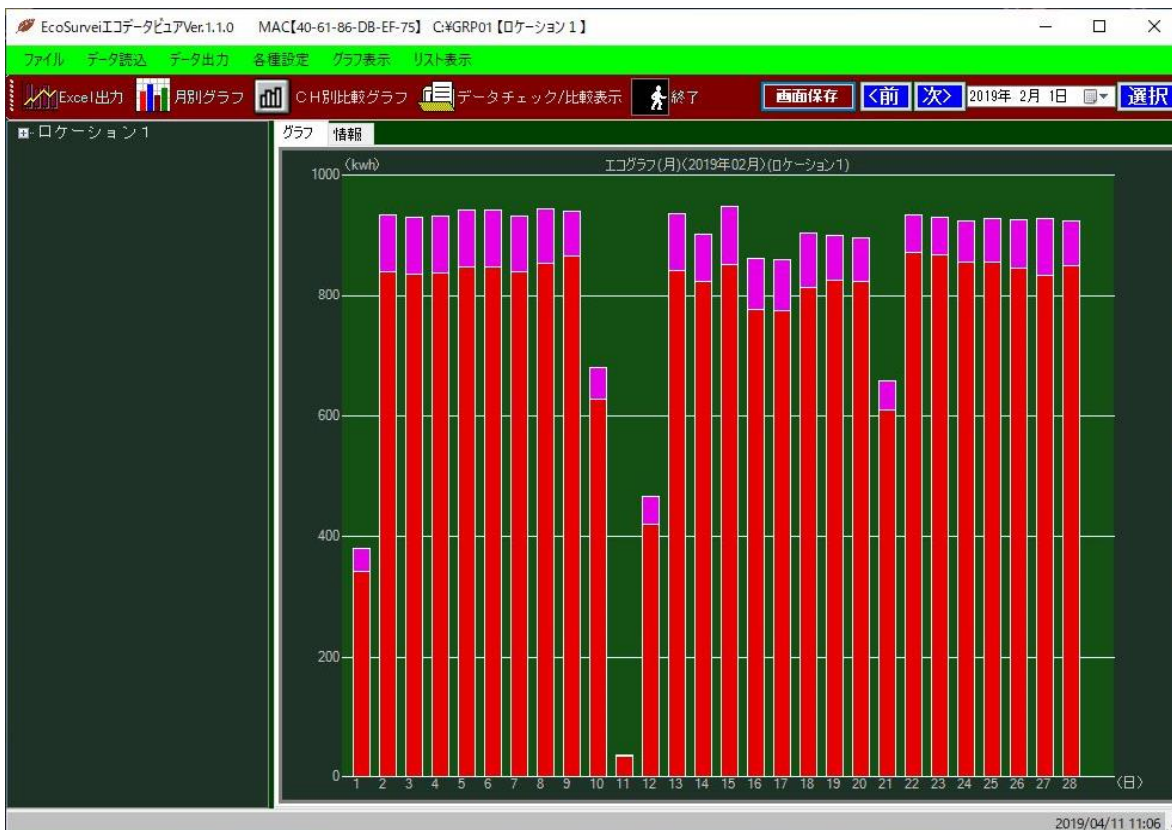 EcoSurveiエコデータビュアVer.1.1.0 MAC【40-61-86-DB-EF-75】 C:¥GRP01【ロケーション１】
ファイル データ読込 データ出力 各種設定 グラフ表示 リスト表示
Excel出力 月別グラフ ＣＨ別比較グラフ データチェック/比較表示 終了 画面保存 <前 次> 2019年 2月 1日 選択
ロケーション１
グラフ 情報
(kwh) エコグラフ(月)(2019年02月)(ロケーション1)
1000
800
600
400
200
0
1 2 3 4 5 6 7 8 9 10 11 12 13 14 15 16 17 18 19 20 21 22 23 24 25 26 27 28 (日)
2019/04/11 11:06